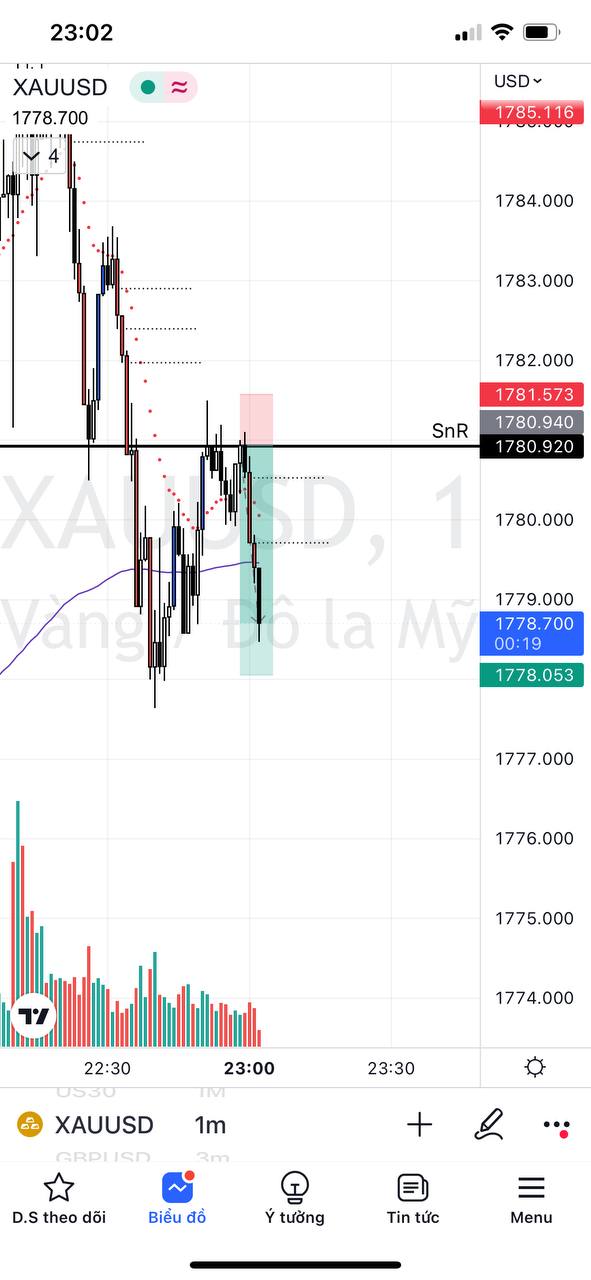 23:02
XAUUSD
USD
1778.700
4
1785.116
1784.000
1783.000
1782.000
1781.573
1780.940
SnR
1780.920
XAUUSD, 1
1780.000
1779.000
Vàng / Đô la Mỹ
1778.700
00:19
1778.053
1777.000
1776.000
1775.000
1774.000
22:30
23:00
23:30
US30
1M
XAUUSD
1m
GBPUSD
3m
D.S theo dõi
Biểu đồ
Ý tưởng
Tin tức
Menu